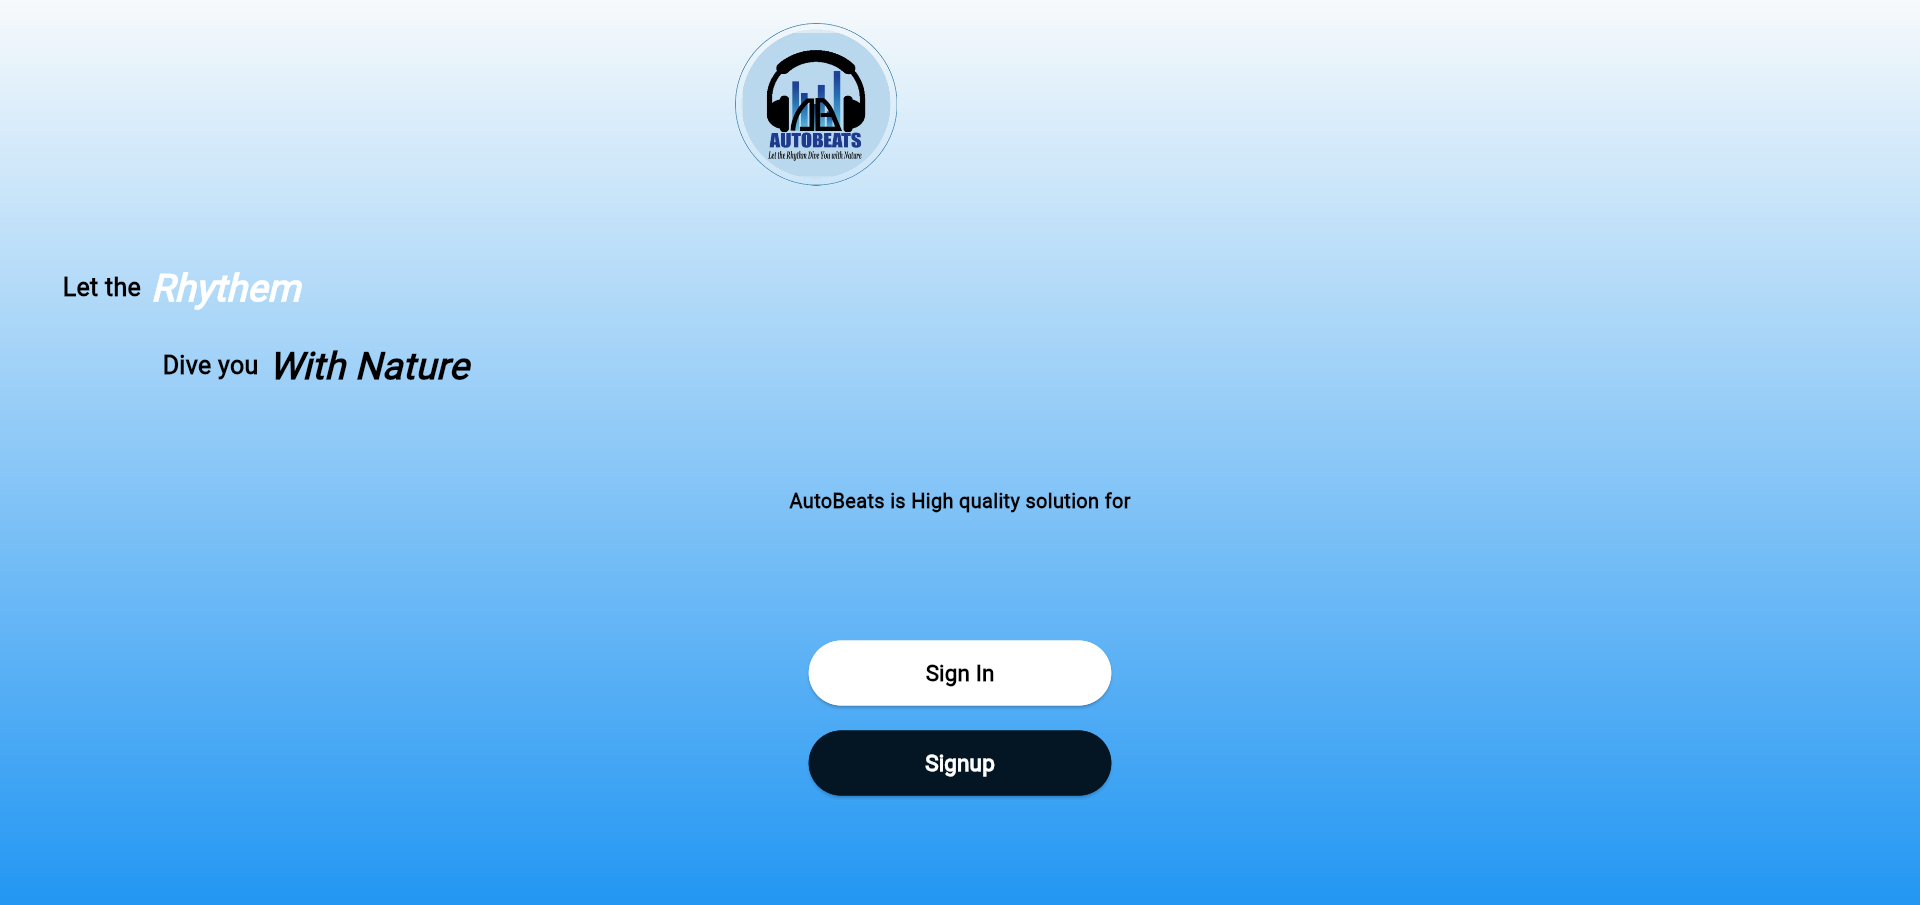 AUTOBEATS
Let the Rhythm Dive You with Nature
Let the Rhythem
Dive you With Nature
AutoBeats is High quality solution for
Sign In
Signup